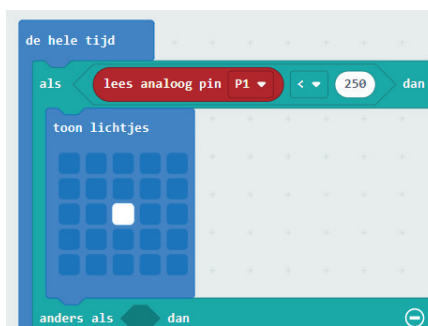 de hele tijd
als lees analoog pin P1 < 250 dan
toon lichtjes
anders als dan